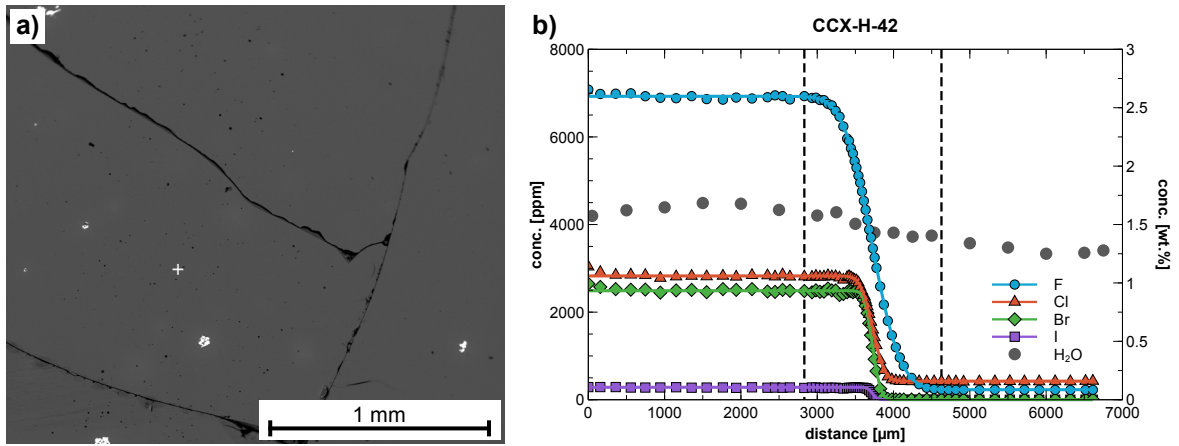 a)
1 mm
b)
CCX-H-42
conc. [ppm]
8000
6000
4000
2000
0
3
2.5
2
1.5
1
0.5
0
conc. [wt.%]
F
Cl
Br
I
H₂O
0 1000 2000 3000 4000 5000 6000 7000
distance [µm]